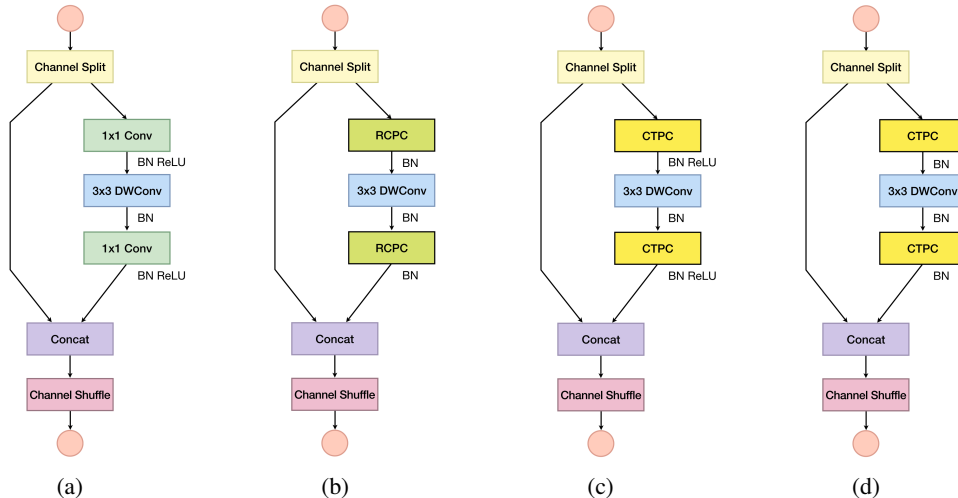 Channel Split
1x1 Conv
BN ReLU
3x3 DWConv
BN
1x1 Conv
BN ReLU
Concat
Channel Shuffle
(a)
Channel Split
RCPC
BN
3x3 DWConv
BN
RCPC
BN
Concat
Channel Shuffle
(b)
Channel Split
CTPC
BN ReLU
3x3 DWConv
BN
CTPC
BN ReLU
Concat
Channel Shuffle
(c)
Channel Split
CTPC
BN
3x3 DWConv
BN
CTPC
BN
Concat
Channel Shuffle
(d)